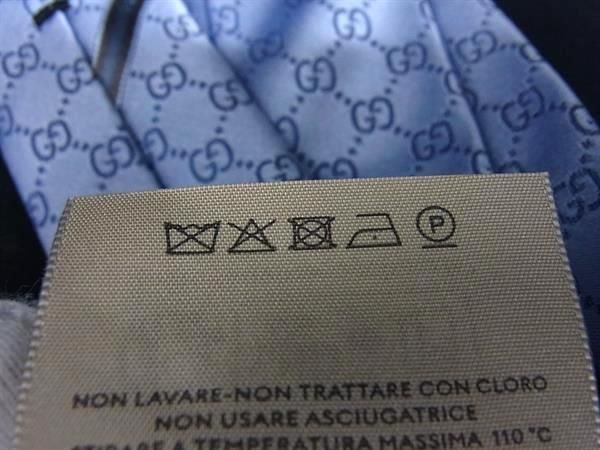 P
NON LAVARE-NON TRATTARE CON CLORO
NON USARE ASCIUGATRICE
STIRARE A TEMPERATURA MASSIMA 110°C